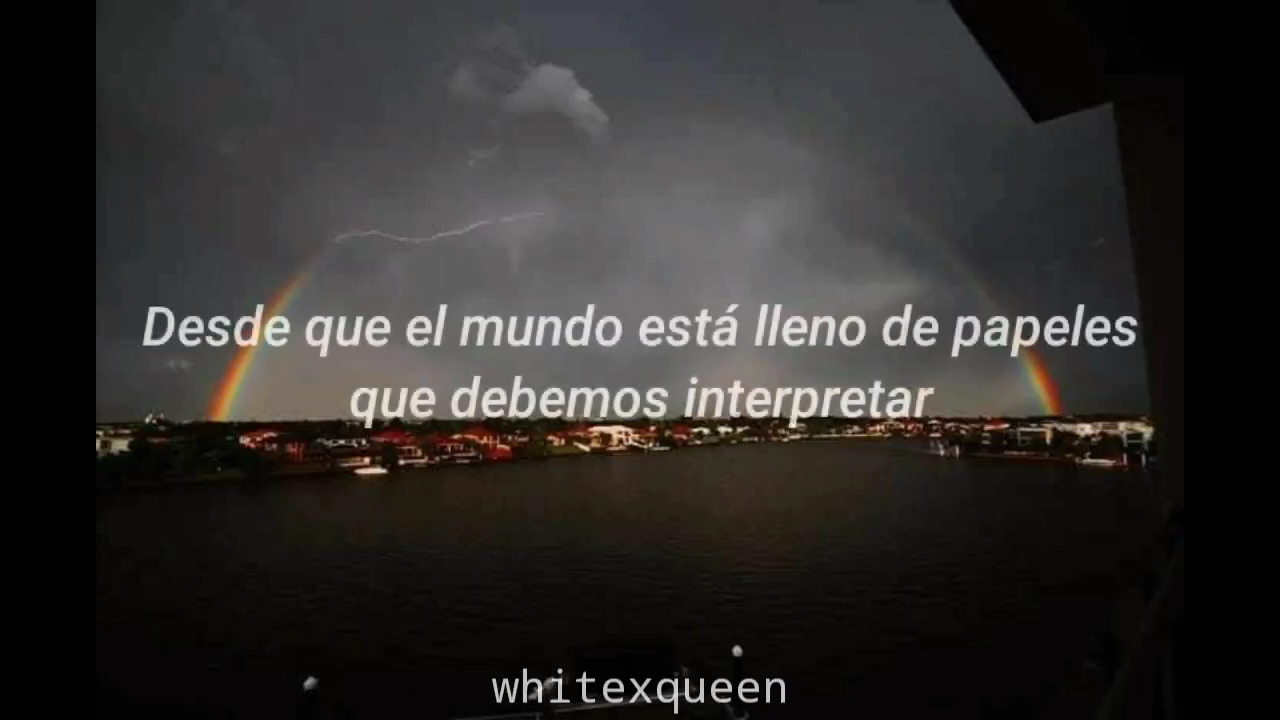 Desde que el mundo está lleno de papeles
que debemos interpretar
whitexqueen